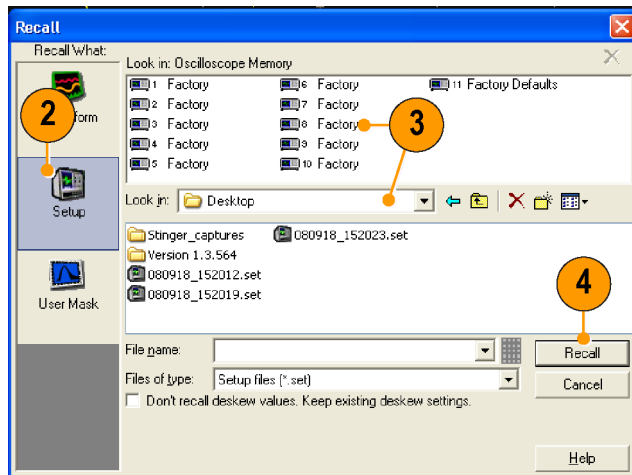 Recall
Recall What:
Look in: Oscilloscope Memory
1 Factory
6 Factory
11 Factory Defaults
2 Factory
7 Factory
3 Factory
8 Factory
4 Factory
9 Factory
5 Factory
10 Factory
2
form
3
Setup
Look in: Desktop
Stinger_captures
080918_152023.set
Version 1.3.564
080918_152012.set
080918_152019.set
User Mask
4
File name:
Recall
Files of type: Setup files (*.set)
Cancel
Don't recall deskew values. Keep existing deskew settings.
Help